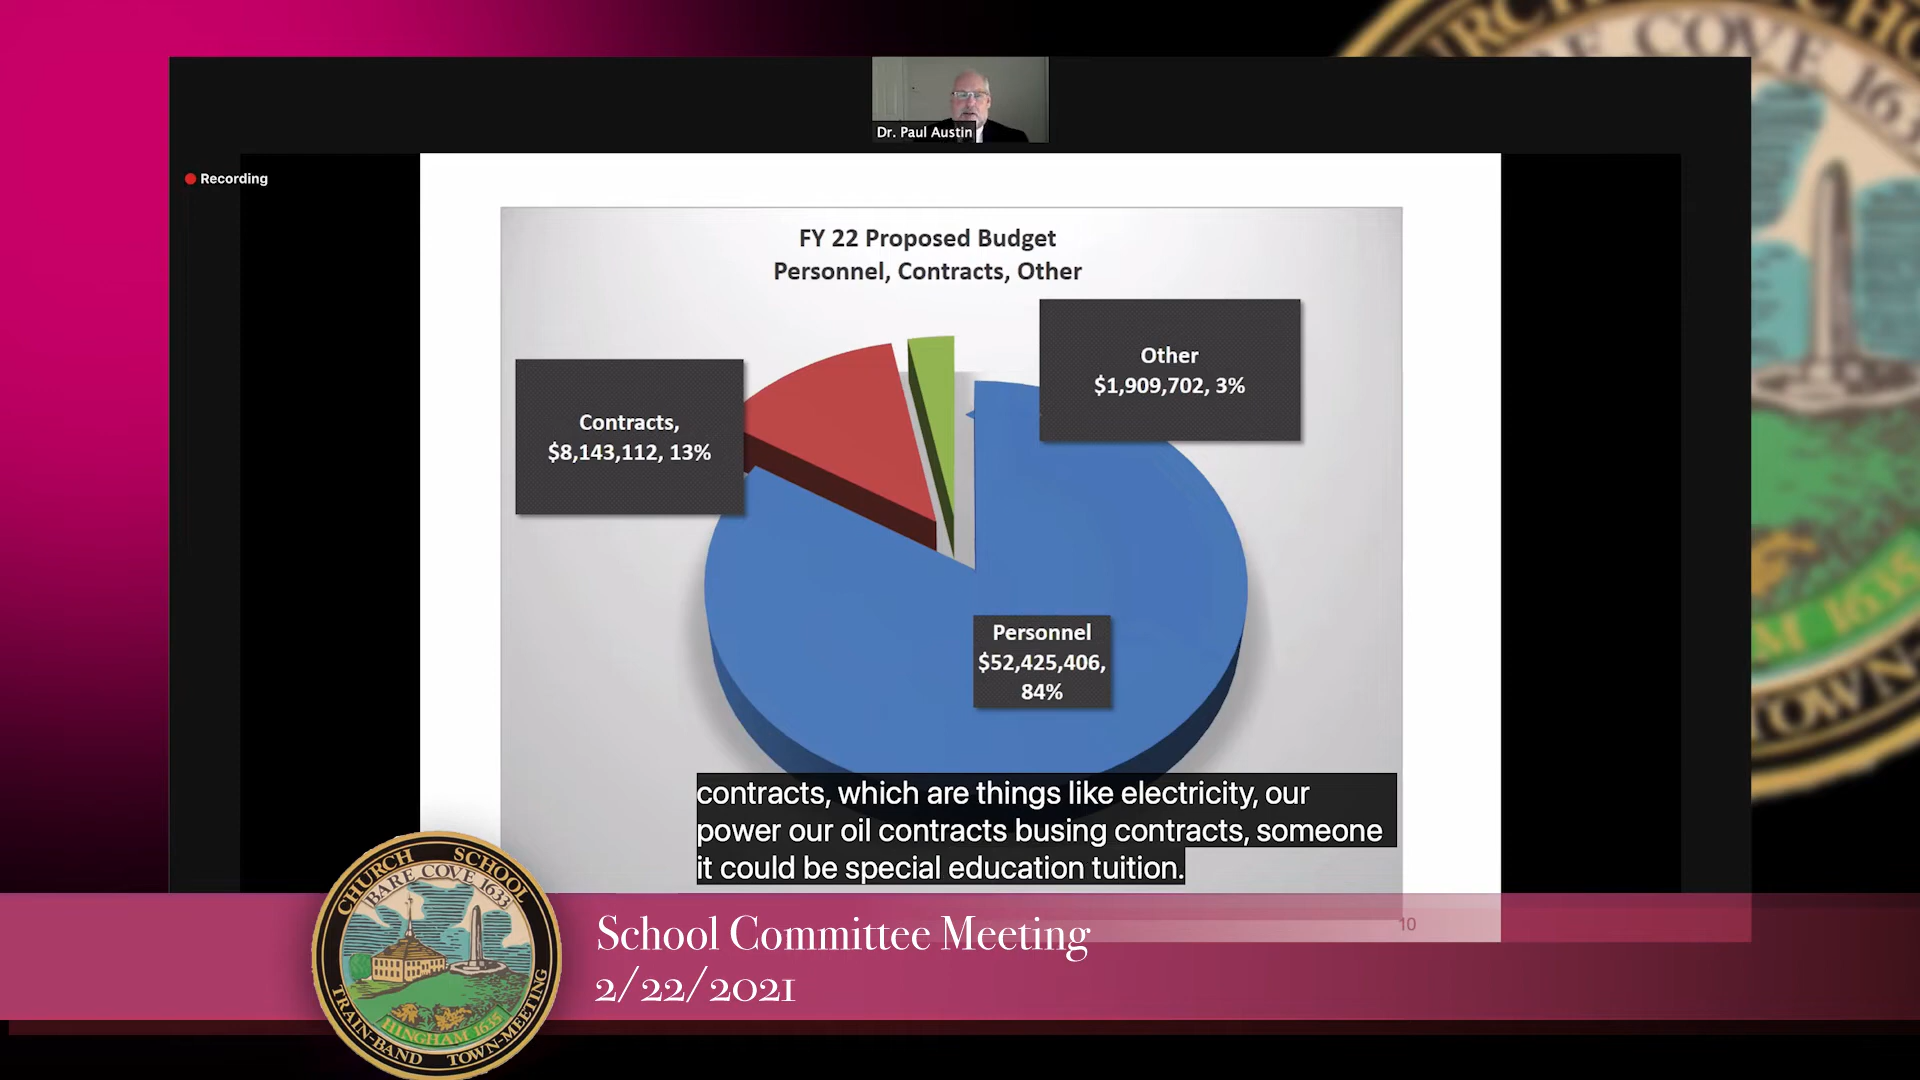 Dr. Paul Austin
Recording
FY 22 Proposed Budget
Personnel, Contracts, Other
Other
$1,909,702, 3%
Contracts,
$8,143,112, 13%
Personnel
$52,425,406,
84%
contracts, which are things like electricity, our
power our oil contracts busing contracts, someone
it could be special education tuition.
10
School Committee Meeting
2/22/2021
CHURCH SCHOOL
BARE COVE 1633
TRAIN-BAND TOWN-MEETING
HINGHAM 1635